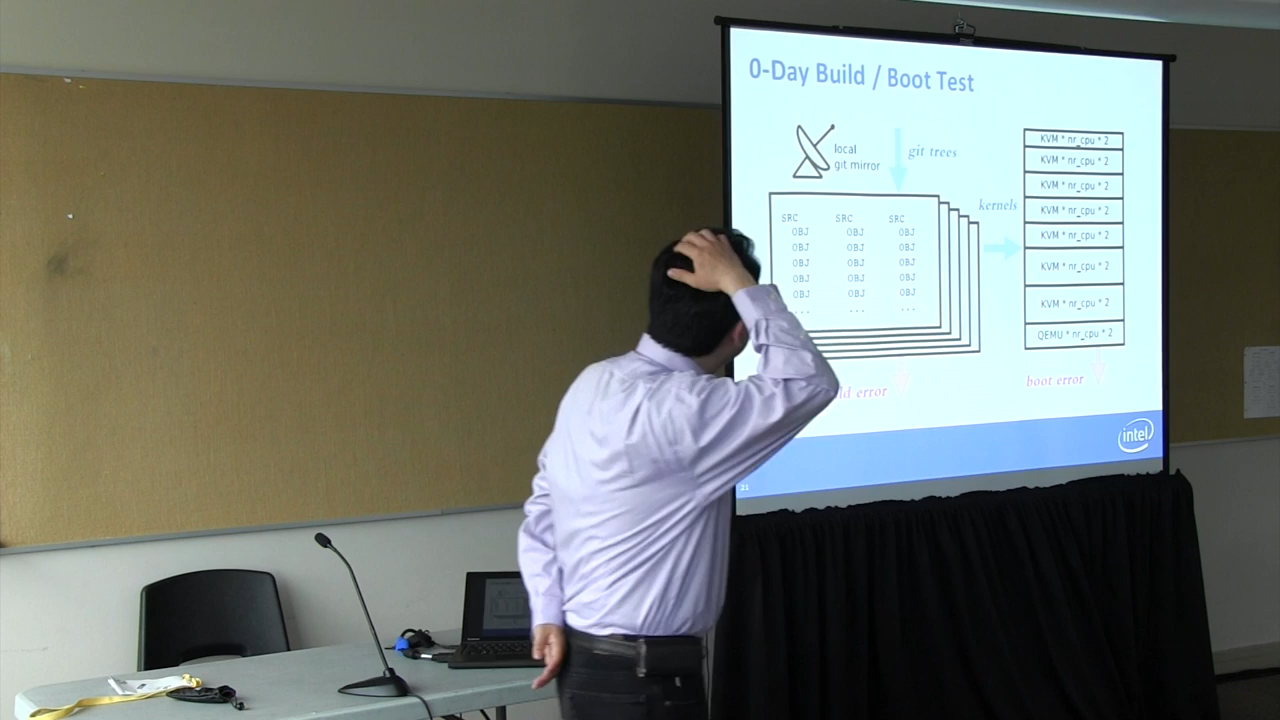 0-Day Build / Boot Test
local
git mirror
git trees
kernels
SRC SRC SRC
OBJ OBJ OBJ
OBJ OBJ OBJ
OBJ OBJ OBJ
OBJ OBJ OBJ
OBJ OBJ OBJ
... ... ...
KVM * nr_cpu * 2
KVM * nr_cpu * 2
KVM * nr_cpu * 2
KVM * nr_cpu * 2
KVM * nr_cpu * 2
KVM * nr_cpu * 2
KVM * nr_cpu * 2
QEMU * nr_cpu * 2
error
boot error
intel
21